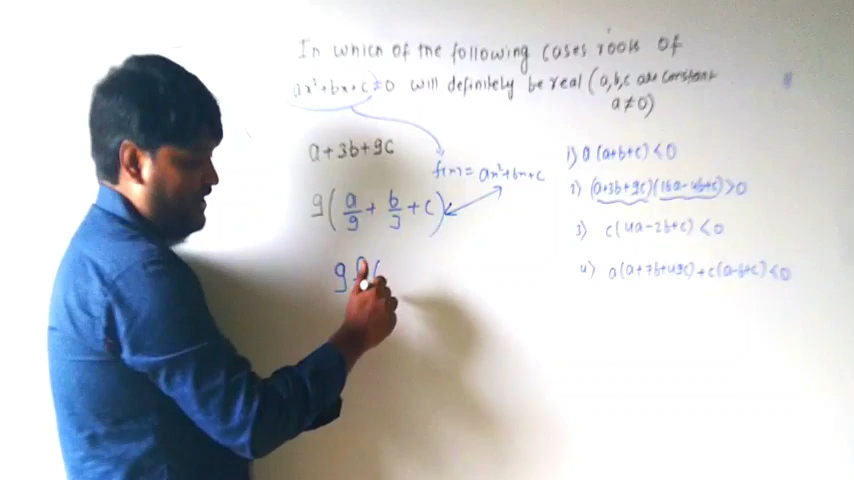 In which of the following cases roots of
ax²+bx+c=0 will definitely be real (a,b,c are constant
a≠0)
a+3b+9c
f(x) = ax²+bx+c
9(a/9 + b/3 + c)
9f(
1) a(a+b+c)<0
2) (a+3b+9c)(16a-4b+c)>0
3) c(4a-2b+c)<0
4) a(a+7b+49c)+c(a-b+c)<0